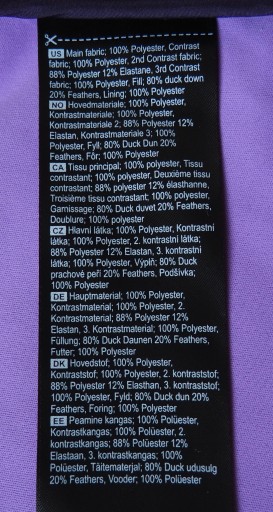 US Main fabric; 100% Polyester, Contrast
fabric; 100% Polyester, 2nd Contrast fabric;
88% Polyester 12% Elastane, 3rd Contrast
fabric; 100% Polyester, Fill; 80% duck down
20% Feathers, Lining; 100% Polyester
NO Hovedmateriale; 100% Polyester,
Kontrastmateriale; 100% Polyester,
Kontrastmateriale 2; 88% Polyester 12%
Elastan, Kontrastmateriale 3; 100%
Polyester, Fyll; 80% Duck Dun 20%
Feathers, Fôr; 100% Polyester
CA Tissu principal; 100% polyester, Tissu
contrastant; 100% polyester, Deuxième tissu
contrastant; 88% polyester 12% élasthanne,
Troisième tissu contrastant; 100% polyester,
Garnissage; 80% Duck duvet 20% Feathers,
Doublure; 100% polyester
CZ Hlavní látka; 100% Polyester, Kontrastní
látka; 100% Polyester, 2. kontrastní látka;
88% Polyester 12% Elastan, 3. kontrastní
látka; 100% Polyester, Výplň; 80% Duck
prachové peří 20% Feathers, Podšívka;
100% Polyester
DE Hauptmaterial; 100% Polyester,
Kontrastmaterial; 100% Polyester, 2.
Kontrastmaterial; 88% Polyester 12%
Elastan, 3. Kontrastmaterial; 100% Polyester,
Füllung; 80% Duck Daunen 20% Feathers,
Futter; 100% Polyester
DK Hovedstof; 100% Polyester,
Kontraststof; 100% Polyester, 2. kontraststof;
88% Polyester 12% Elasthan, 3. kontraststof;
100% Polyester, Fyld; 80% Duck dun 20%
Feathers, Foring; 100% Polyester
EE Peamine kangas; 100% Polüester,
Kontrastkangas; 100% Polüester, 2.
kontrastkangas; 88% Polüester 12%
Elastaan, 3. kontrastkangas; 100%
Polüester, Täitematerjal; 80% Duck udusulg
20% Feathers, Vooder; 100% Polüester